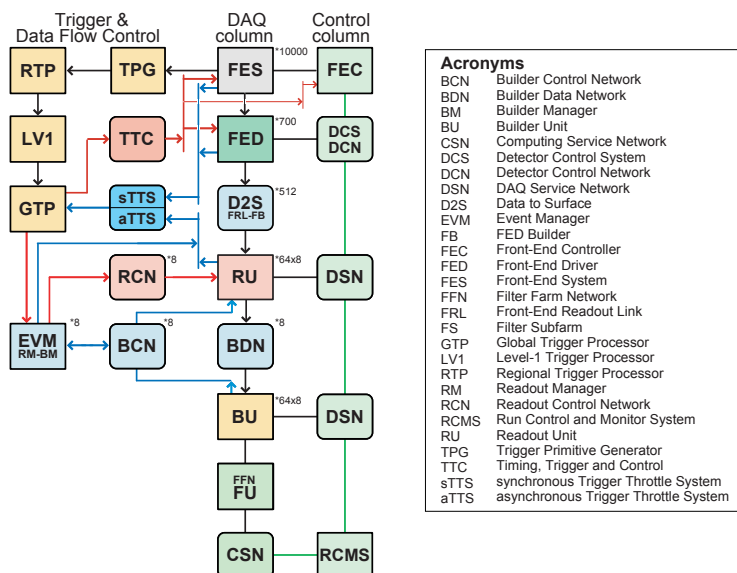 Trigger &
Data Flow Control
DAQ
column
Control
column
RTP
TPG
FES
*10000
FEC
LV1
TTC
FED
*700
DCS
DCN
GTP
sTTS
aTTS
D2S
FRL-FB
*512
RCN
*8
RU
*64x8
DSN
EVM
RM-BM
*8
BCN
*8
BDN
*8
BU
*64x8
DSN
FFN
FU
CSN
RCMS
Acronyms
BCN Builder Control Network
BDN Builder Data Network
BM Builder Manager
BU Builder Unit
CSN Computing Service Network
DCS Detector Control System
DCN Detector Control Network
DSN DAQ Service Network
D2S Data to Surface
EVM Event Manager
FB FED Builder
FEC Front-End Controller
FED Front-End Driver
FES Front-End System
FFN Filter Farm Network
FRL Front-End Readout Link
FS Filter Subfarm
GTP Global Trigger Processor
LV1 Level-1 Trigger Processor
RTP Regional Trigger Processor
RM Readout Manager
RCN Readout Control Network
RCMS Run Control and Monitor System
RU Readout Unit
TPG Trigger Primitive Generator
TTC Timing, Trigger and Control
sTTS synchronous Trigger Throttle System
aTTS asynchronous Trigger Throttle System